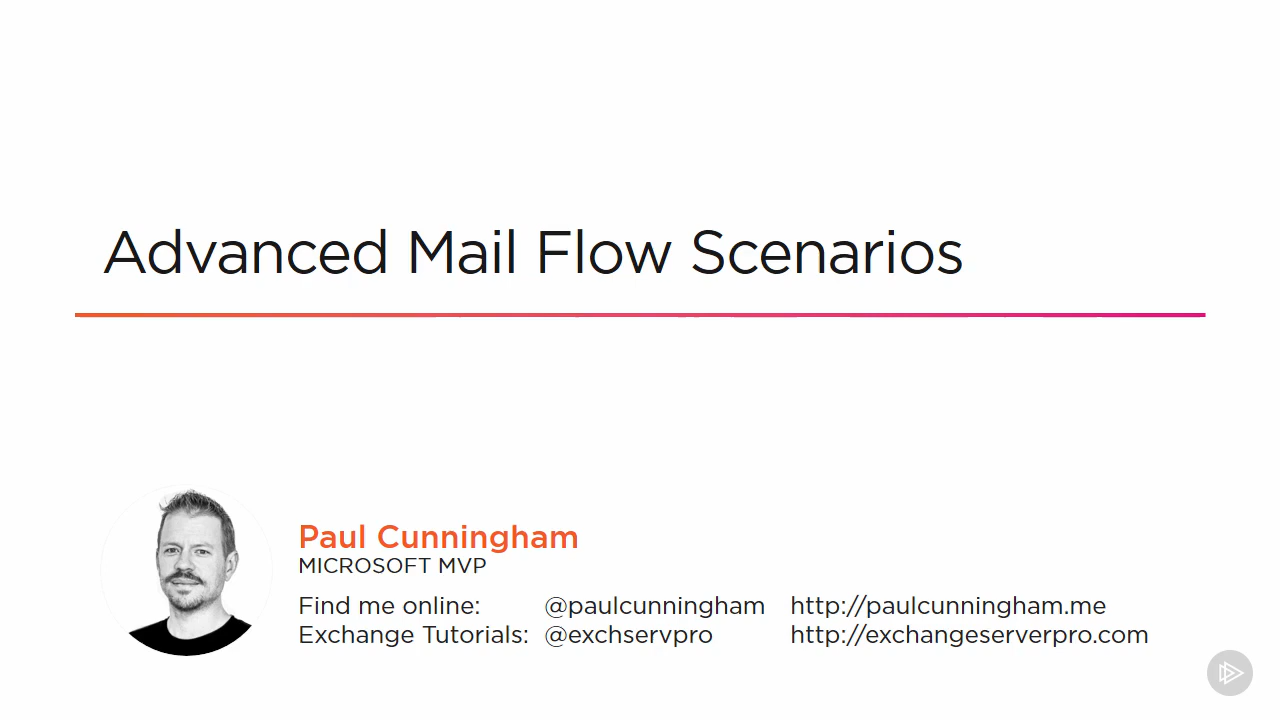 Advanced Mail Flow Scenarios
Paul Cunningham
MICROSOFT MVP
Find me online: @paulcunningham http://paulcunningham.me
Exchange Tutorials: @exchservpro http://exchangeserverpro.com